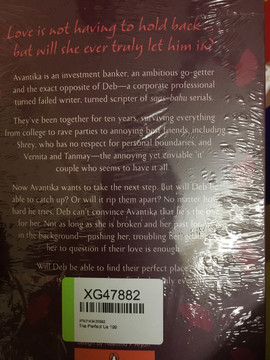 Love is not having to hold back
but will she ever truly let him in?
Avantika is an investment banker, an ambitious go-getter
and the exact opposite of Deb—a corporate professional
turned failed writer, turned scripter of saas–bahu serials.
They've been together for ten years, surviving everything
from college to rave parties to annoying best friends, including
Shrey, who has no respect for personal boundaries, and
Vernita and Tanmay—the annoying yet enviable 'it'
couple who seems to have it all.
Now Avantika wants to take the next step. But will Deb be
able to catch up? Or will it rip them apart? No matter how
hard he tries, Deb can't convince Avantika that he's the one
for her. Not as long as she is broken and her past looms
in the background—pushing her, troubling her,
her to question if their love is enough.
Will Deb be able to find their perfect place
ever
XG47882
The Perfect Us